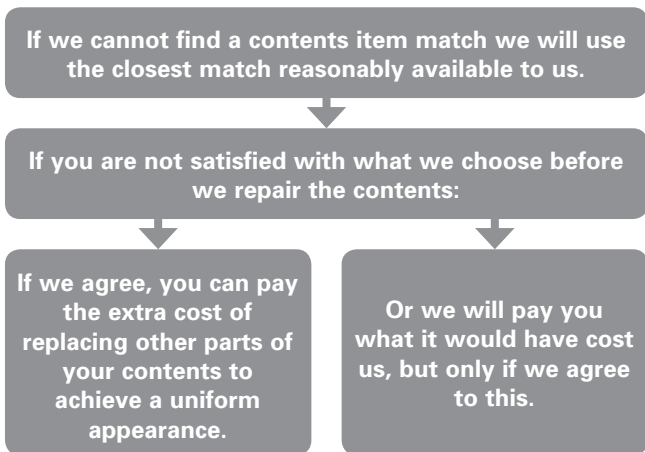 If we cannot find a contents item match we will use
the closest match reasonably available to us.
If you are not satisfied with what we choose before
we repair the contents:
If we agree, you can pay
the extra cost of
replacing other parts of
your contents to
achieve a uniform
appearance.
Or we will pay you
what it would have cost
us, but only if we agree
to this.